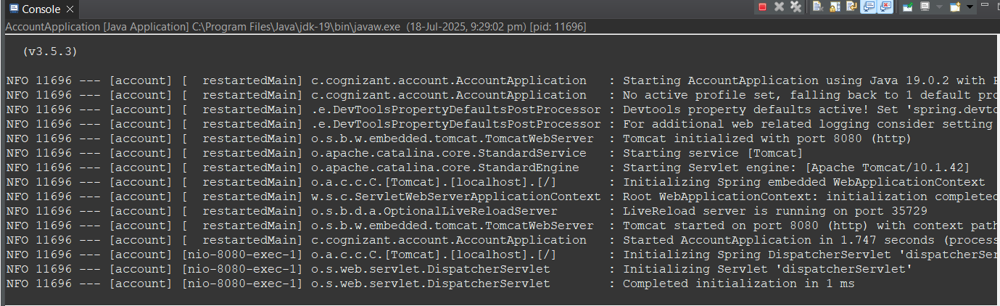 Console
AccountApplication [Java Application] C:\Program Files\Java\jdk-19\bin\javaw.exe (18-Jul-2025, 9:29:02 pm) [pid: 11696]
(v3.5.3)
NFO 11696 --- [account] [  restartedMain] c.cognizant.account.AccountApplication   : Starting AccountApplication using Java 19.0.2 with
NFO 11696 --- [account] [  restartedMain] c.cognizant.account.AccountApplication   : No active profile set, falling back to 1 default pro
NFO 11696 --- [account] [  restartedMain] .e.DevToolsPropertyDefaultsPostProcessor : Devtools property defaults active! Set 'spring.devto
NFO 11696 --- [account] [  restartedMain] .e.DevToolsPropertyDefaultsPostProcessor : For additional web related logging consider setting
NFO 11696 --- [account] [  restartedMain] o.s.b.w.embedded.tomcat.TomcatWebServer  : Tomcat initialized with port 8080 (http)
NFO 11696 --- [account] [  restartedMain] o.apache.catalina.core.StandardService   : Starting service [Tomcat]
NFO 11696 --- [account] [  restartedMain] o.apache.catalina.core.StandardEngine    : Starting Servlet engine: [Apache Tomcat/10.1.42]
NFO 11696 --- [account] [  restartedMain] o.a.c.c.C.[Tomcat].[localhost].[/]       : Initializing Spring embedded WebApplicationContext
NFO 11696 --- [account] [  restartedMain] w.s.c.ServletWebServerApplicationContext : Root WebApplicationContext: initialization completed
NFO 11696 --- [account] [  restartedMain] o.s.b.d.a.OptionalLiveReloadServer       : LiveReload server is running on port 35729
NFO 11696 --- [account] [  restartedMain] o.s.b.w.embedded.tomcat.TomcatWebServer  : Tomcat started on port 8080 (http) with context path
NFO 11696 --- [account] [  restartedMain] c.cognizant.account.AccountApplication   : Started AccountApplication in 1.747 seconds (process
NFO 11696 --- [account] [nio-8080-exec-1] o.a.c.c.C.[Tomcat].[localhost].[/]       : Initializing Spring DispatcherServlet 'dispatcherSer
NFO 11696 --- [account] [nio-8080-exec-1] o.s.web.servlet.DispatcherServlet        : Initializing Servlet 'dispatcherServlet'
NFO 11696 --- [account] [nio-8080-exec-1] o.s.web.servlet.DispatcherServlet        : Completed initialization in 1 ms